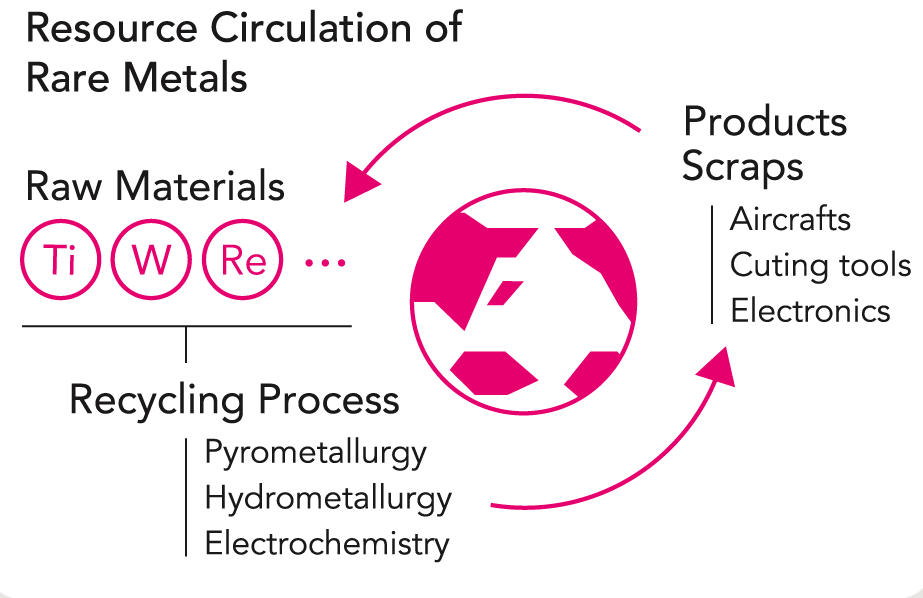 Resource Circulation of
Rare Metals
Raw Materials
Ti W Re ...
Recycling Process
Pyrometallurgy
Hydrometallurgy
Electrochemistry
Products
Scraps
Aircrafts
Cuting tools
Electronics